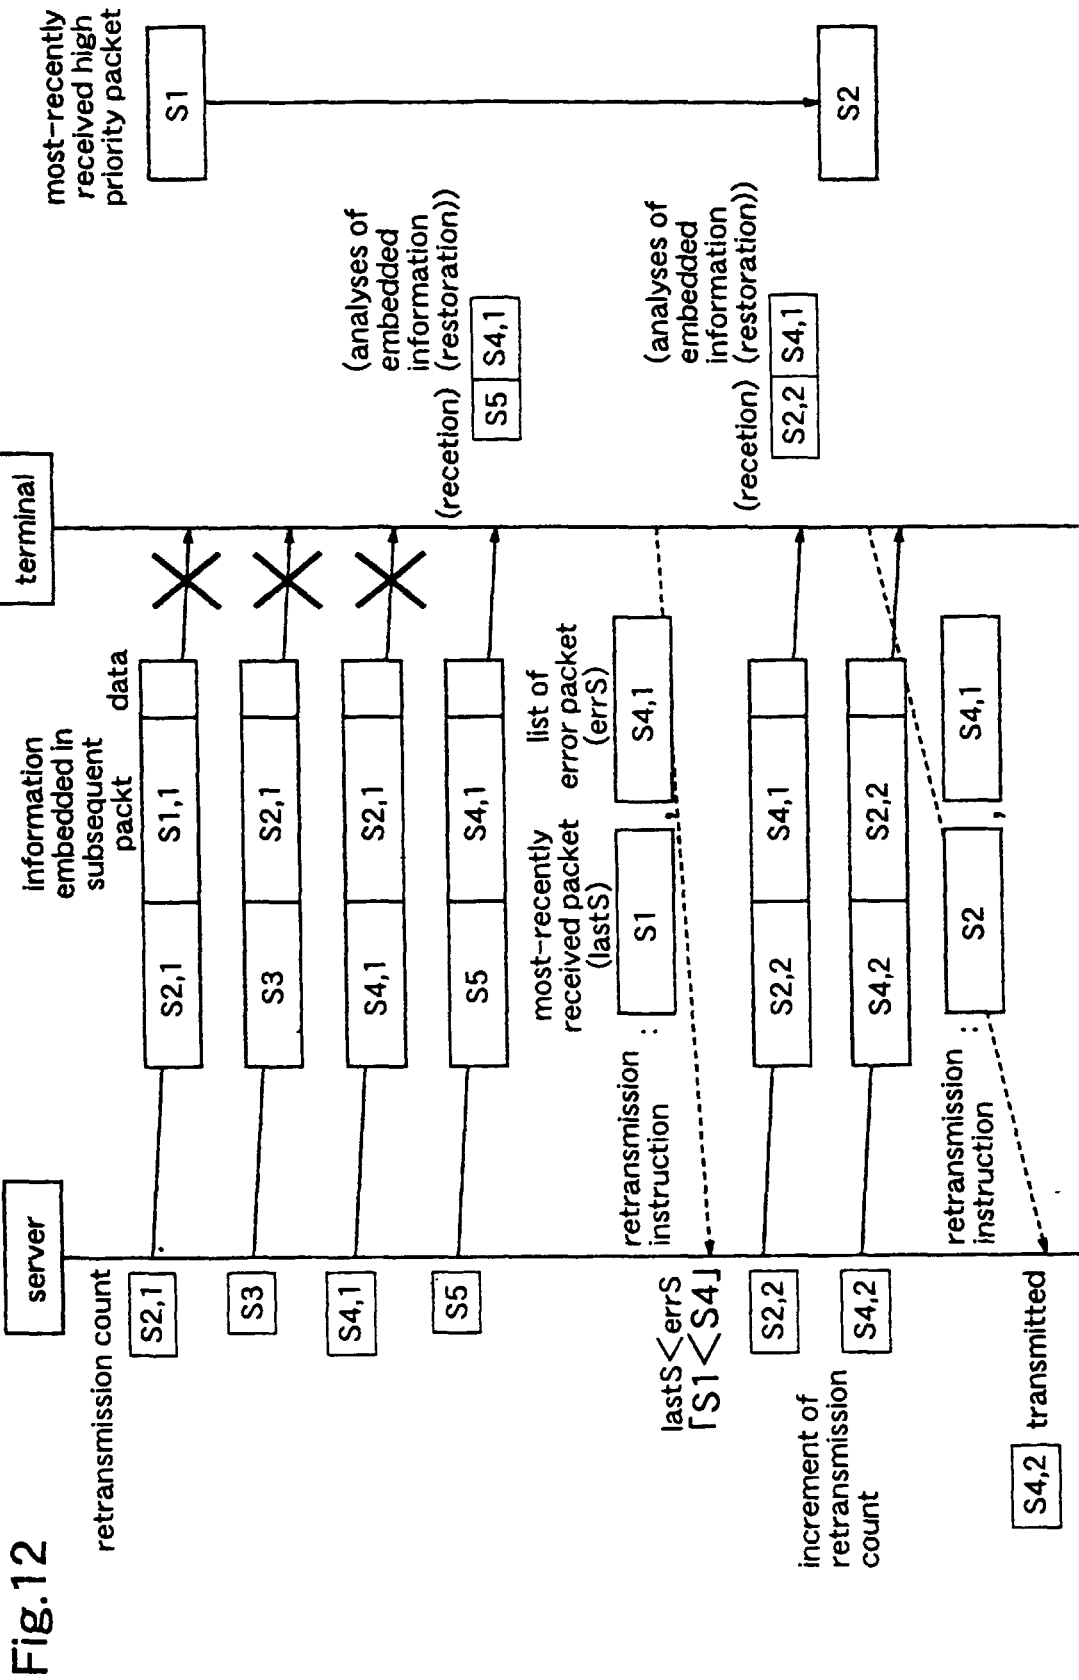 Fig.12
server
terminal
most-recently
received high
priority packet
retransmission count
information
embedded in
subsequent
packt
data
S1
S2,1
S2,1
S1,1
S3
S3
S2,1
S4,1
S4,1
S2,1
S5
S5
S4,1
(analyses of
embedded
information
(recetion) (restoration))
S5
S4,1
most-recently
received packet
(lastS)
list of
error packet
(errS)
retransmission
instruction
:
S1
,
S4,1
lastS<errS
「S1<S4」
(analyses of
embedded
information
(recetion) (restoration))
S2,2
S4,1
S2,2
S2,2
S4,1
increment of
retransmission
count
S4,2
S4,2
S2,2
S2
retransmission
instruction
:
S2
,
S4,1
S4,2
transmitted